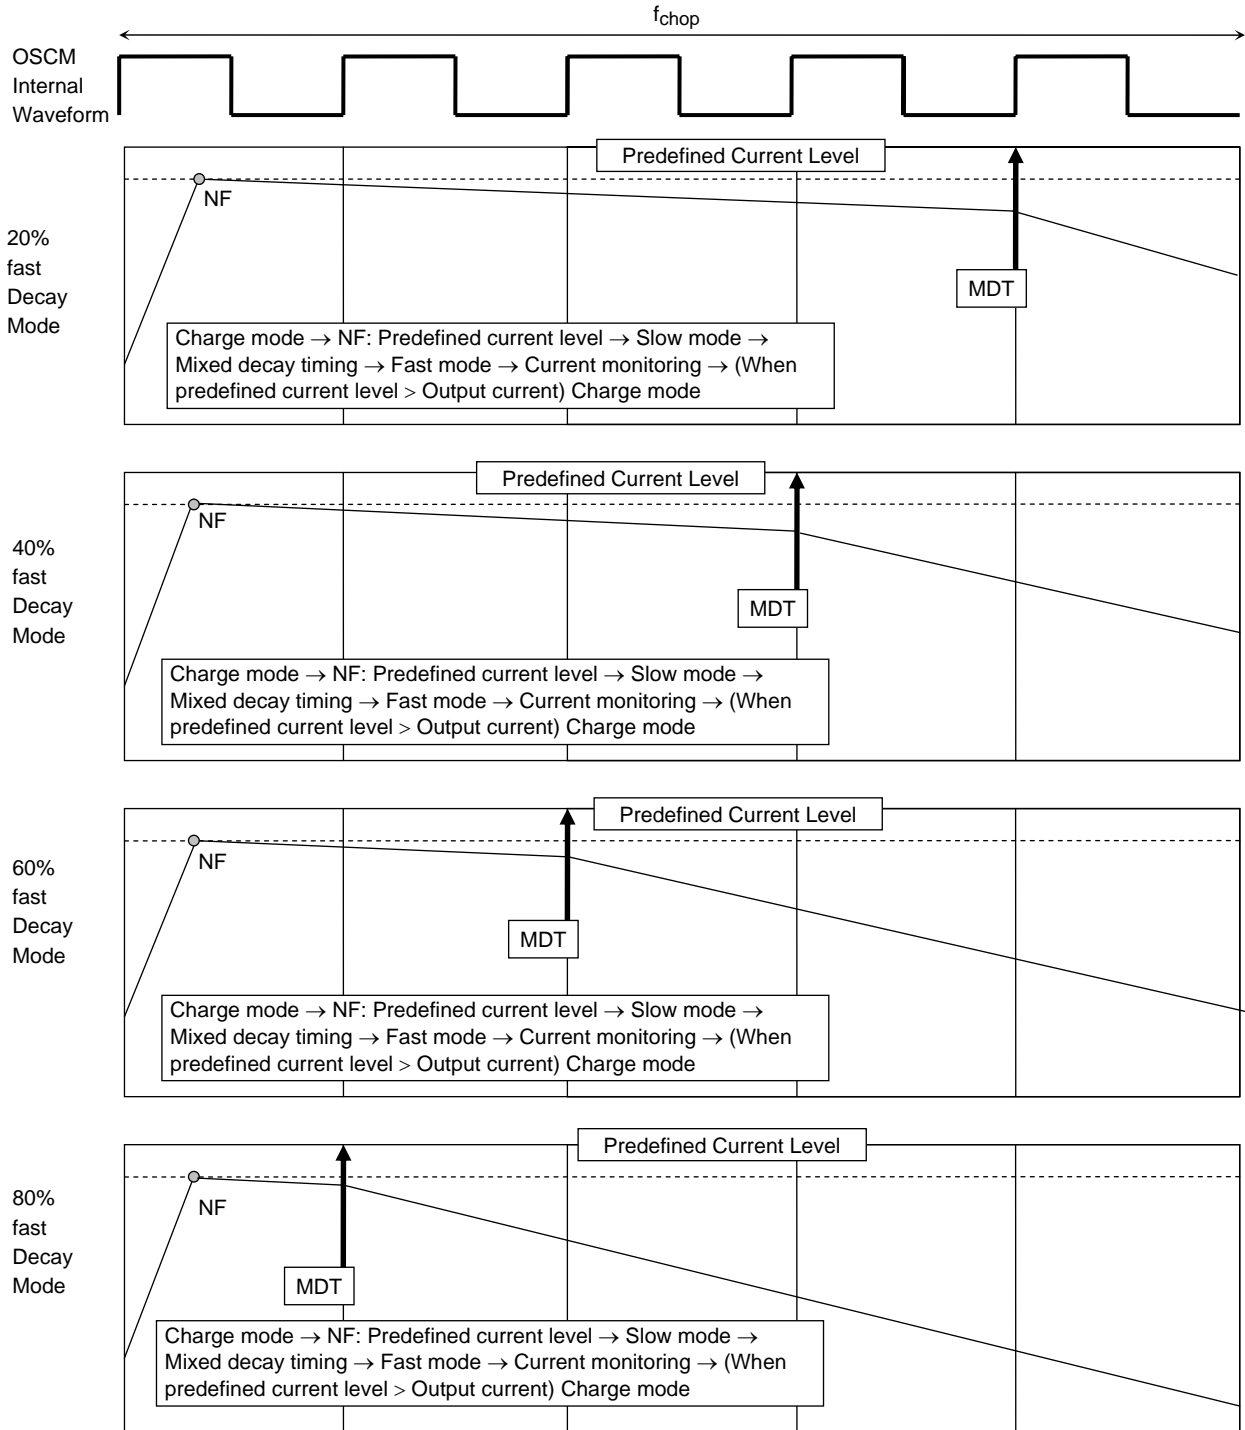 fchop
OSCM
Internal
Waveform
Predefined Current Level
NF
20%
fast
Decay
Mode
MDT
Charge mode → NF: Predefined current level → Slow mode →
Mixed decay timing → Fast mode → Current monitoring → (When
predefined current level > Output current) Charge mode
Predefined Current Level
NF
40%
fast
Decay
Mode
MDT
Charge mode → NF: Predefined current level → Slow mode →
Mixed decay timing → Fast mode → Current monitoring → (When
predefined current level > Output current) Charge mode
Predefined Current Level
NF
60%
fast
Decay
Mode
MDT
Charge mode → NF: Predefined current level → Slow mode →
Mixed decay timing → Fast mode → Current monitoring → (When
predefined current level > Output current) Charge mode
Predefined Current Level
NF
80%
fast
Decay
Mode
MDT
Charge mode → NF: Predefined current level → Slow mode →
Mixed decay timing → Fast mode → Current monitoring → (When
predefined current level > Output current) Charge mode